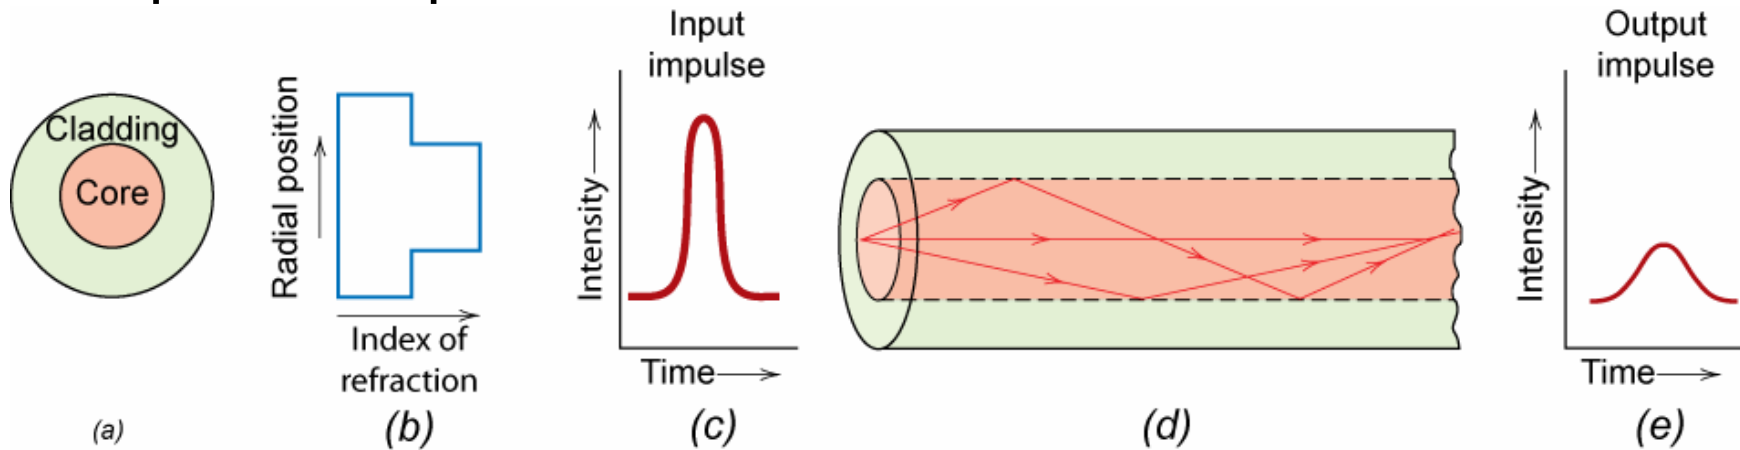 Cladding
Core
(a)
Radial position
Index of
refraction
(b)
Input
impulse
Intensity
Time
(c)
(d)
Output
impulse
Intensity
Time
(e)